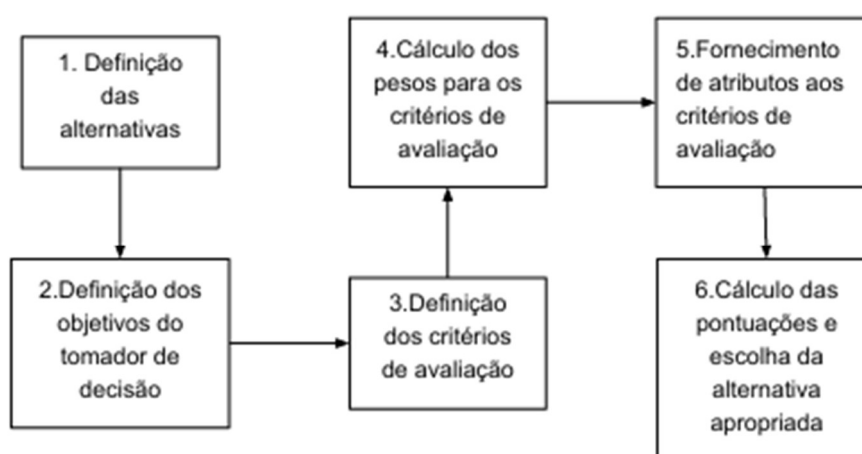 1. Definição
das
alternativas
2.Definição dos
objetivos do
tomador de
decisão
3.Definição
dos critérios
de avaliação
4.Cálculo dos
pesos para os
critérios de
avaliação
5.Fornecimento
de atributos aos
critérios de
avaliação
6.Cálculo das
pontuações e
escolha da
alternativa
apropriada